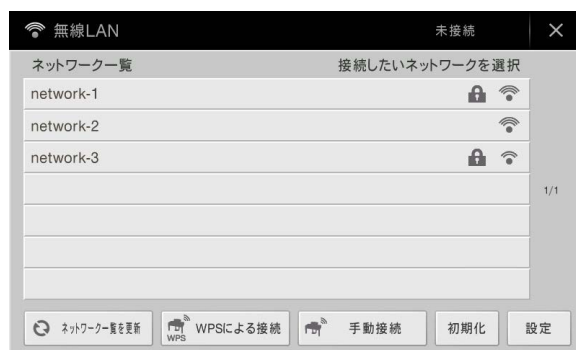 無線LAN 未接続
ネットワーク一覧 接続したいネットワークを選択
network-1
network-2
network-3
1/1
ネットワーク一覧を更新 WPS WPSによる接続 手動接続 初期化 設定